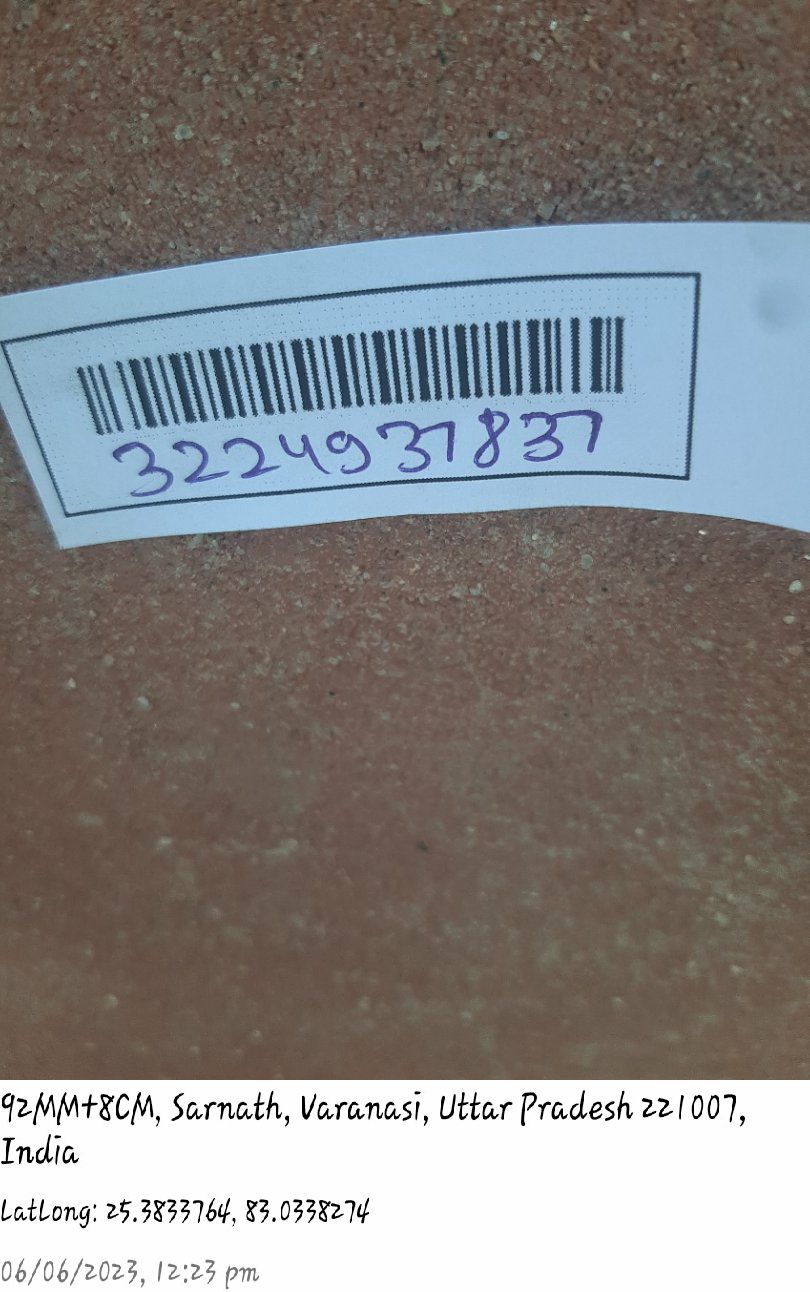 3224937837
92MM+8CM, Sarnath, Varanasi, Uttar Pradesh 221007,
India
LatLong: 25.3833764, 83.0338274
06/06/2023, 12:23 pm